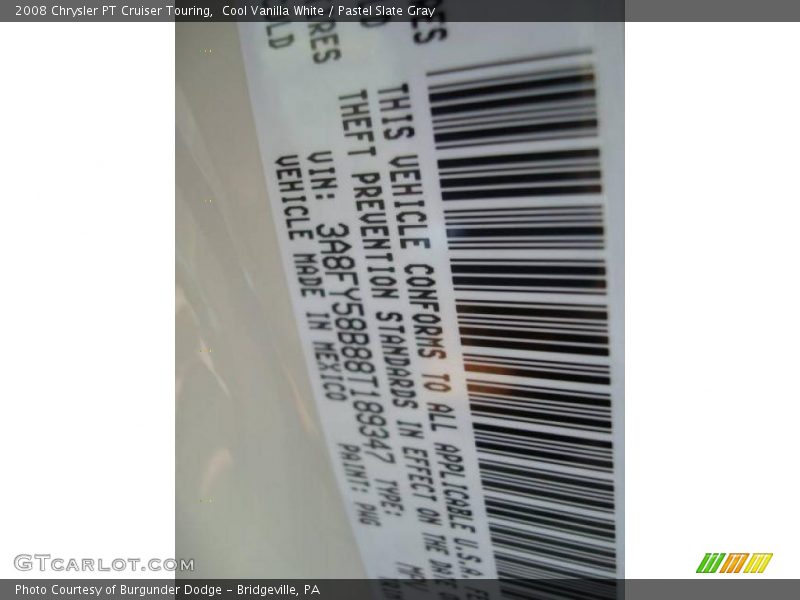 2008 Chrysler PT Cruiser Touring, Cool Vanilla White / Pastel Slate Gray
THIS VEHICLE CONFORMS TO ALL APPLICABLE U.S.A.
THEFT PREVENTION STANDARDS IN EFFECT ON THE
VIN: 3A8FY58B88T189347 TYPE:
VEHICLE MADE IN MEXICO PAINT: PWG
GTCarlot.com
Photo Courtesy of Burgunder Dodge - Bridgeville, PA